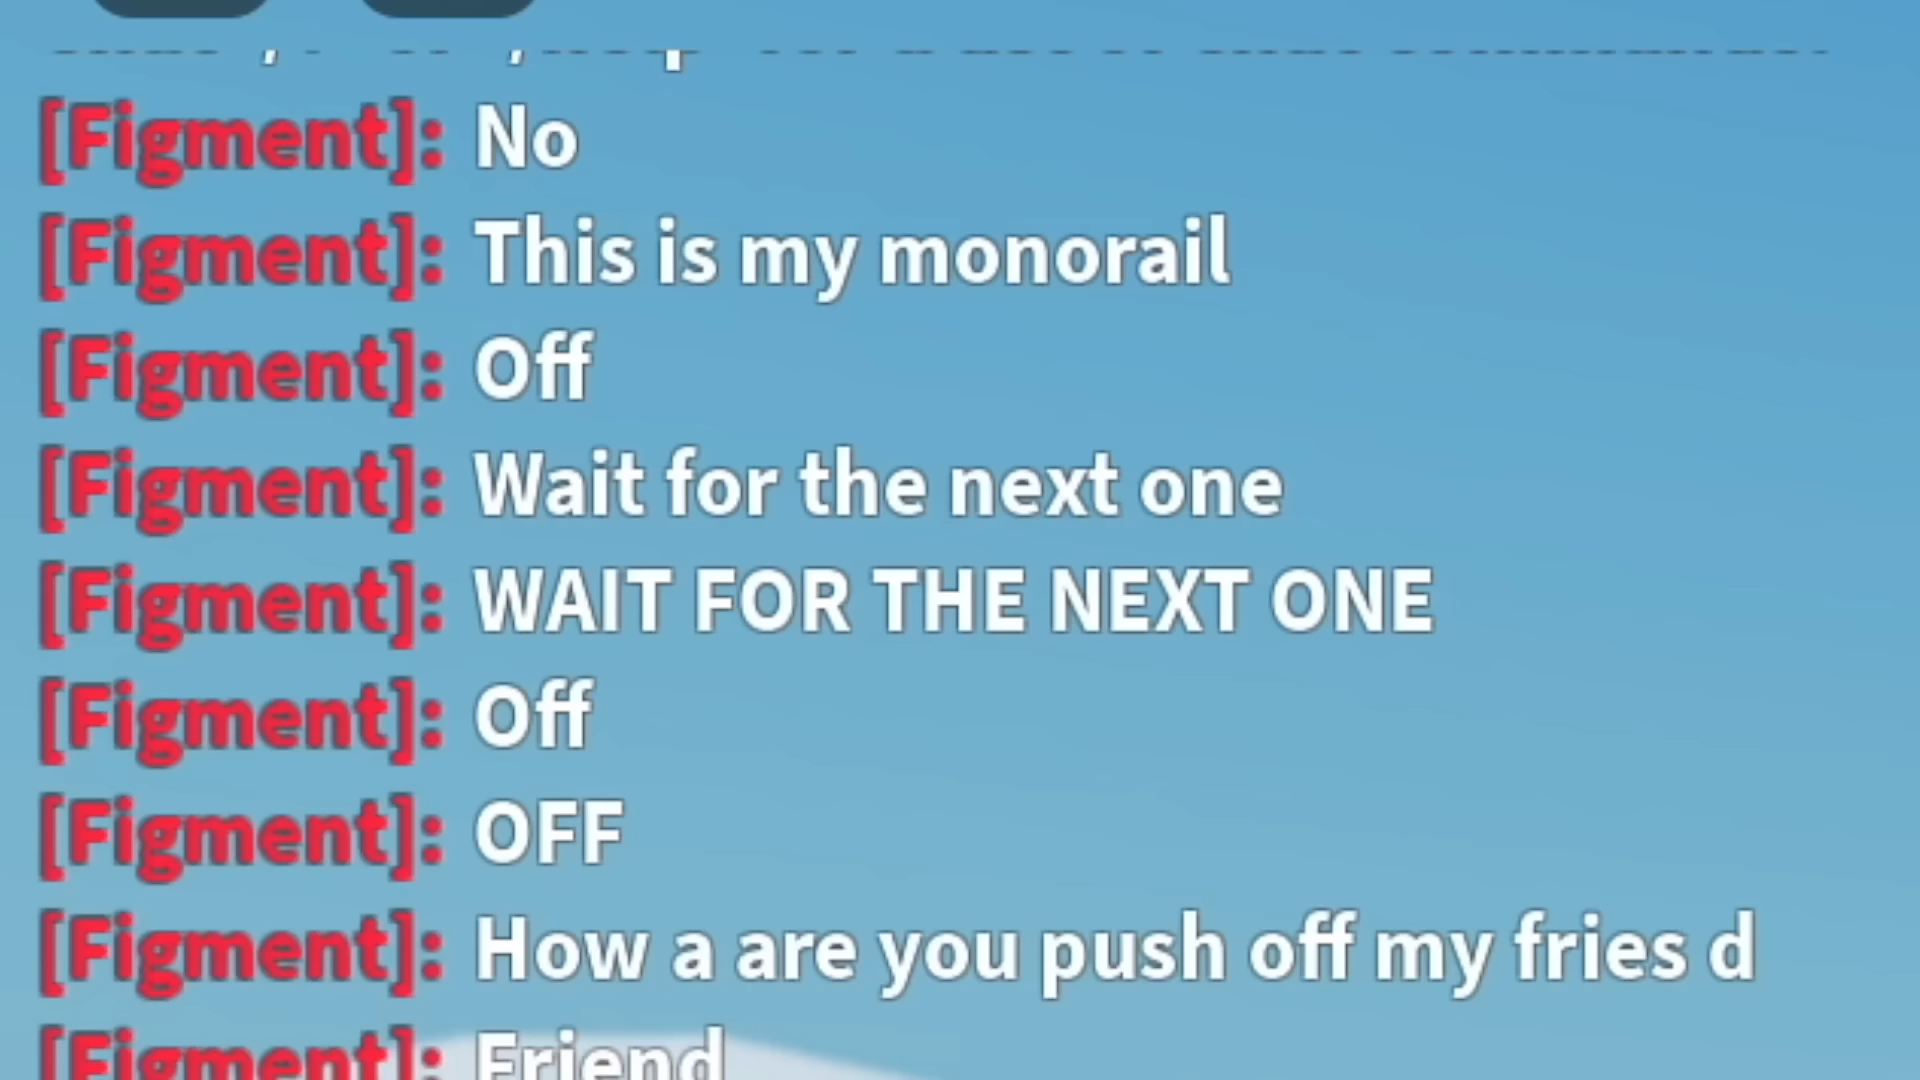 [Figment]: No
[Figment]: This is my monorail
[Figment]: Off
[Figment]: Wait for the next one
[Figment]: WAIT FOR THE NEXT ONE
[Figment]: Off
[Figment]: OFF
[Figment]: How a are you push off my fries d
[Figment]: Friend